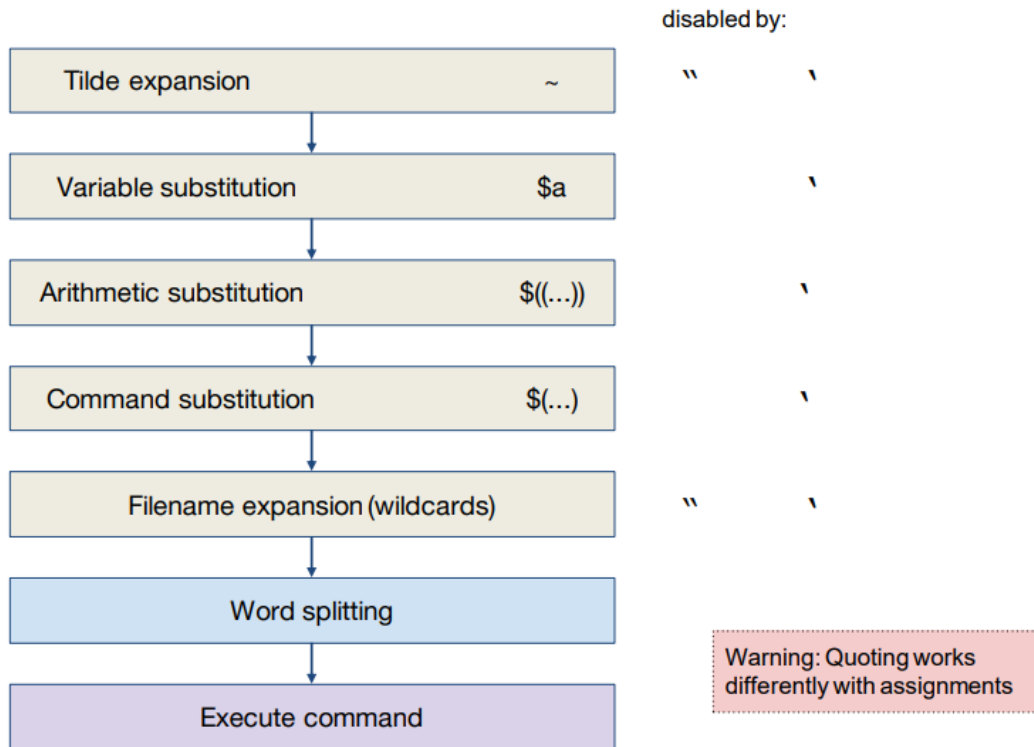 disabled by:
Tilde expansion ~ “ ‵
Variable substitution $a ‵
Arithmetic substitution $((…)) ‵
Command substitution $(…) ‵
Filename expansion (wildcards) “ ‵
Word splitting
Warning: Quoting works
differently with assignments
Execute command